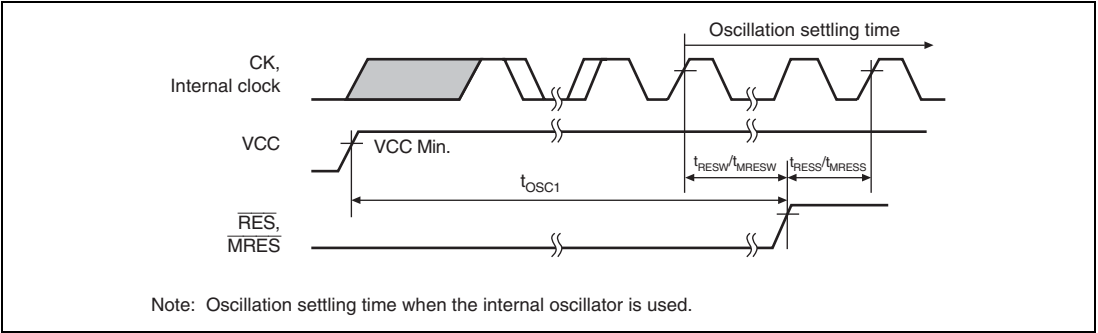 Oscillation settling time
CK,
Internal clock
VCC
VCC Min.
tRESW/tMRESW
tRESS/tMRESS
tOSC1
RES,
MRES
Note: Oscillation settling time when the internal oscillator is used.